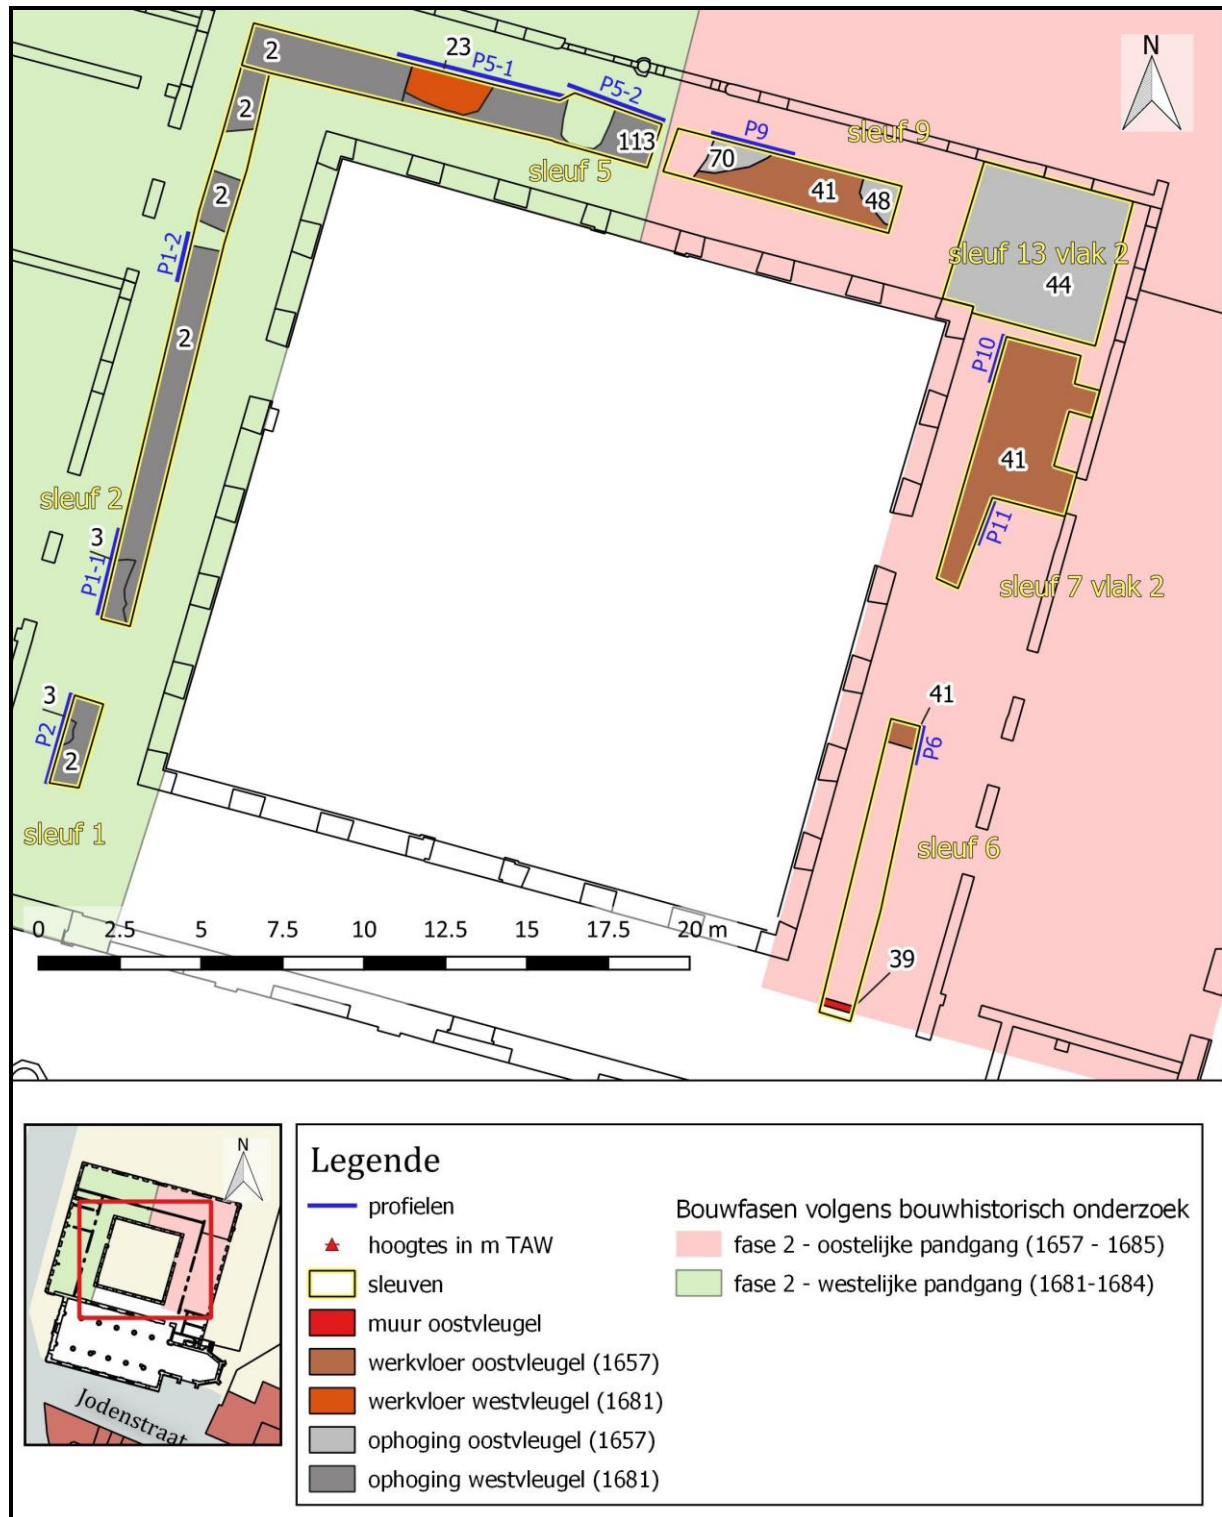 N
2
23
P5-1
P5-2
113
sleuf 5
2
2
P1-2
2
P9
sleuf 9
70
41
48
sleuf 13 vlak 2
44
P10
41
P11
sleuf 7 vlak 2
sleuf 2
3
P1-1
3
P2
2
sleuf 1
41
P6
sleuf 6
39
0 2.5 5 7.5 10 12.5 15 17.5 20 m
N
Jodenstraat
Legende
profielen
hoogtes in m TAW
sleuven
muur oostvleugel
werkvloer oostvleugel (1657)
werkvloer westvleugel (1681)
ophoging oostvleugel (1657)
ophoging westvleugel (1681)
Bouwfasen volgens bouwhistorisch onderzoek
fase 2 - oostelijke pandgang (1657 - 1685)
fase 2 - westelijke pandgang (1681-1684)